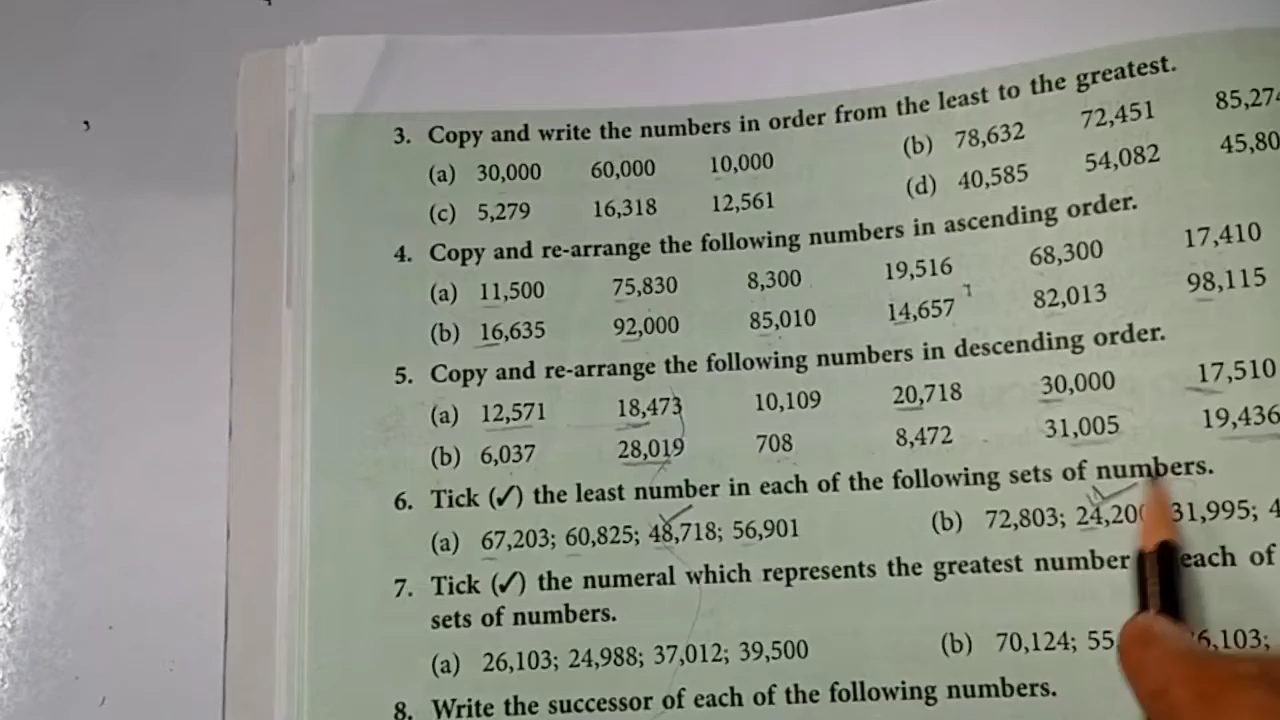 3. Copy and write the numbers in order from the least to the greatest.
(a) 30,000 60,000 10,000 (b) 78,632 72,451
(c) 5,279 16,318 12,561 (d) 40,585 54,082
4. Copy and re-arrange the following numbers in ascending order.
(a) 11,500 75,830 8,300 19,516 68,300 17,410
(b) 16,635 92,000 85,010 14,657 82,013 98,115
5. Copy and re-arrange the following numbers in descending order.
(a) 12,571 18,473 10,109 20,718 30,000 17,510
(b) 6,037 28,019 708 8,472 31,005 19,436
6. Tick (✓) the least number in each of the following sets of numbers.
(a) 67,203; 60,825; 48,718; 56,901 (b) 72,803; 31,995;
7. Tick (✓) the numeral which represents the greatest number each of
sets of numbers.
(a) 26,103; 24,988; 37,012; 39,500 (b) 70,124;
8. Write the successor of each of the following numbers.